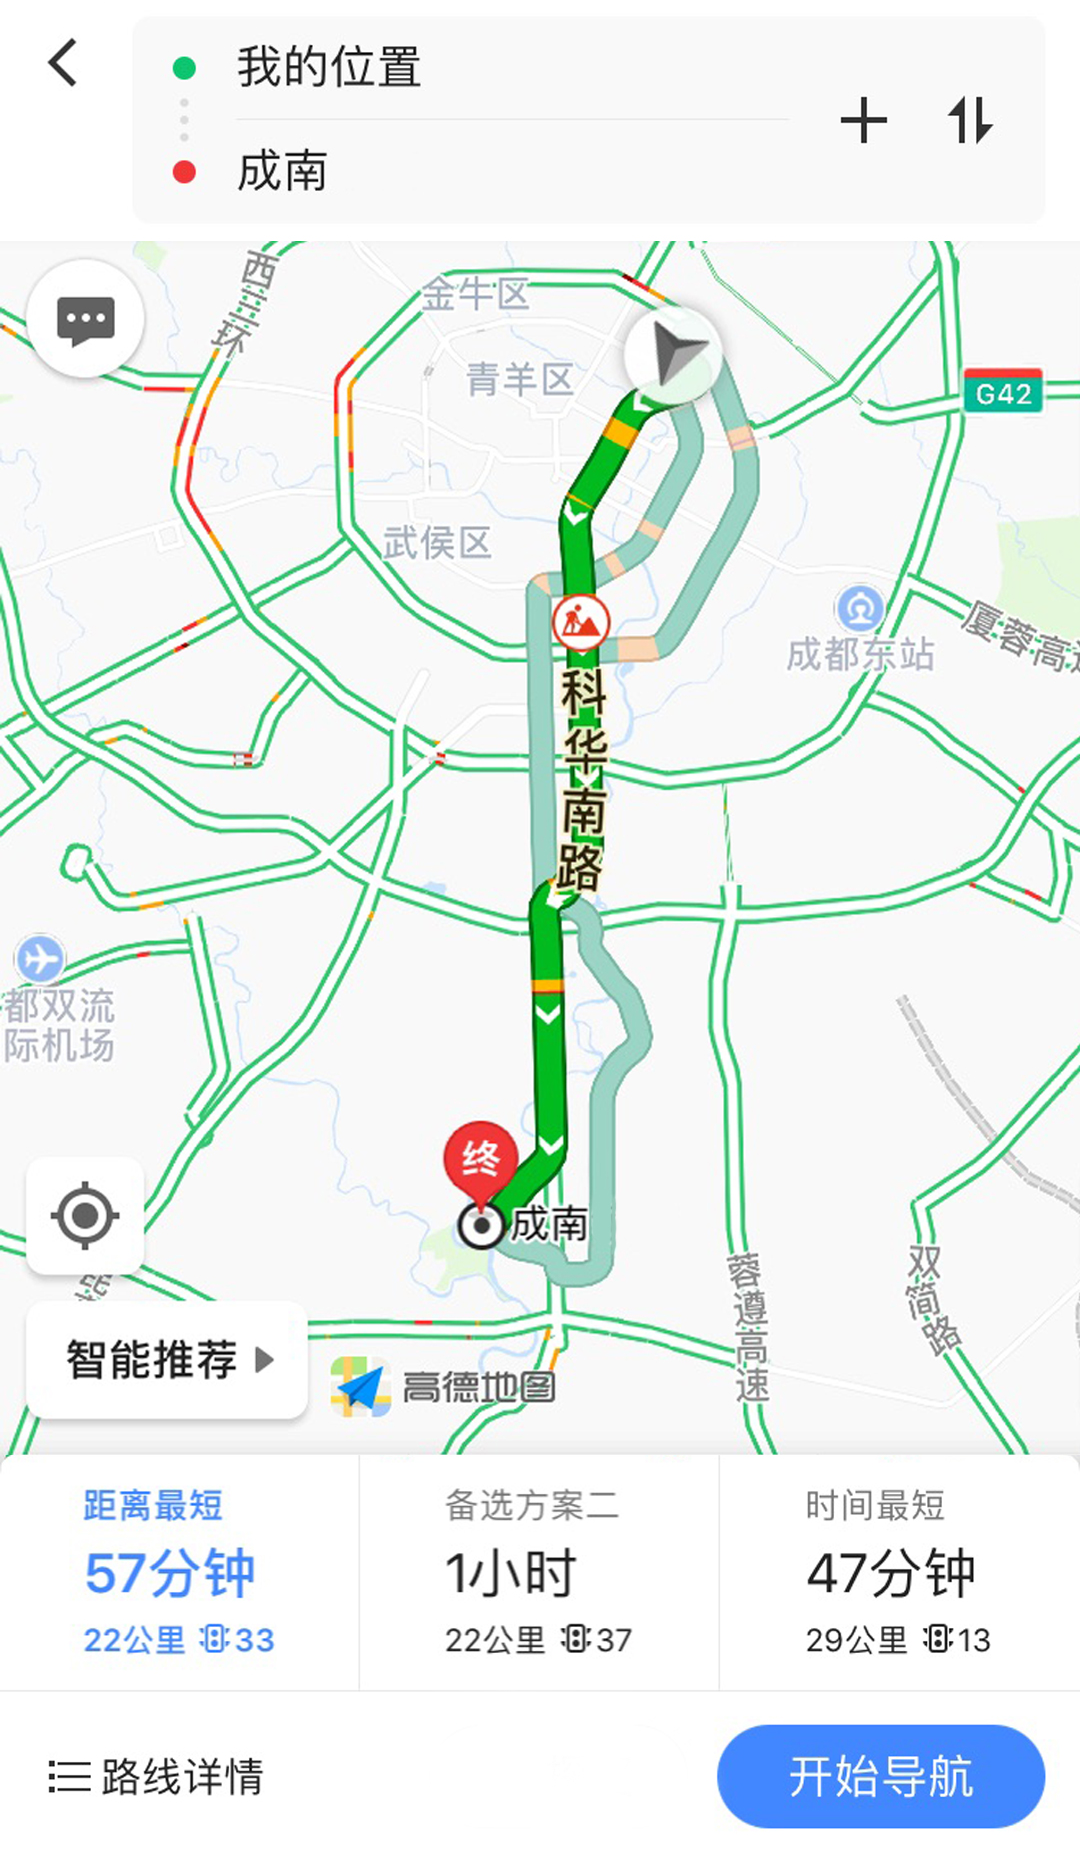 我的位置
成南
西三环
金牛区
青羊区
G42
武侯区
厦蓉高速
成都东站
科华南路
都双流
际机场
终
成南
蓉遵高速
双简路
智能推荐
高德地图
距离最短
57分钟
22公里 33
备选方案二
1小时
22公里 37
时间最短
47分钟
29公里 13
路线详情
开始导航